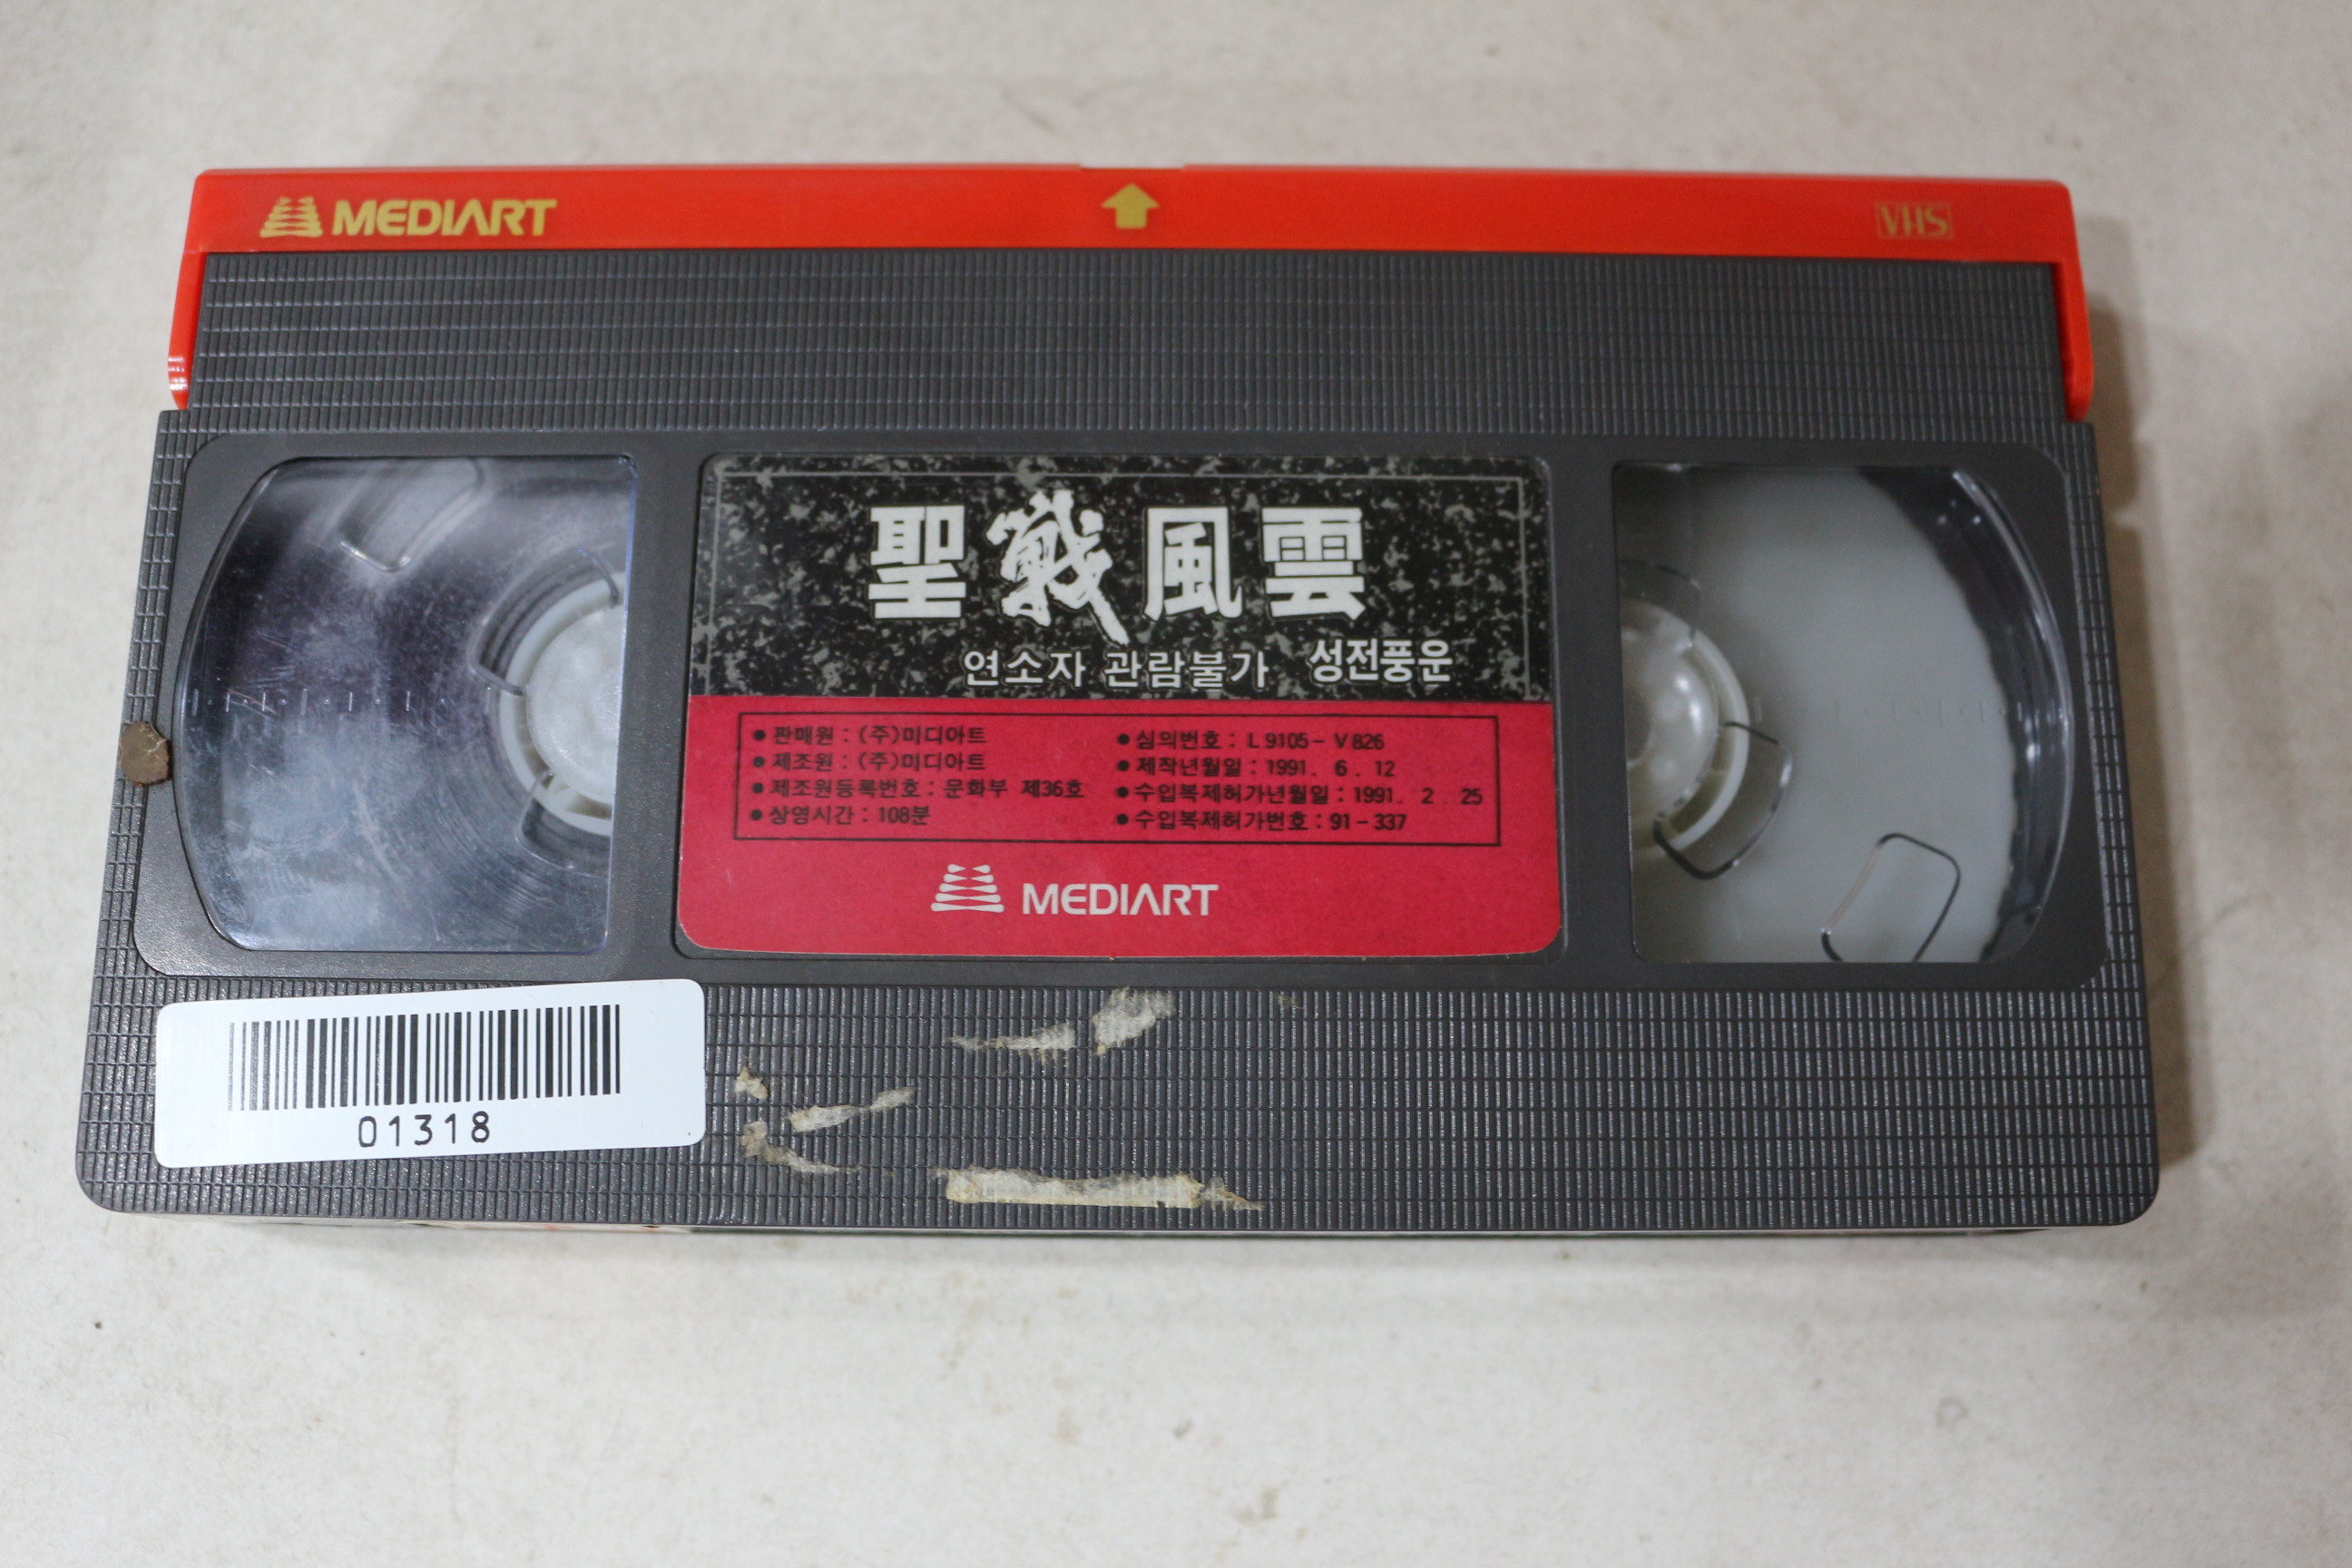 MEDIART
VHS
聖戰風雲
연소자 관람불가 성전풍운
● 판매원 : (주)미디아트
● 제조원 : (주)미디아트
● 제조원등록번호 : 문화부 제36호
● 상영시간 : 108분
● 심의번호 : L 9105 - V 826
● 제작년월일 : 1991. 6. 12
● 수입복제허가년월일 : 1991. 2. 25
● 수입복제허가번호 : 91 - 337
MEDIART
01318